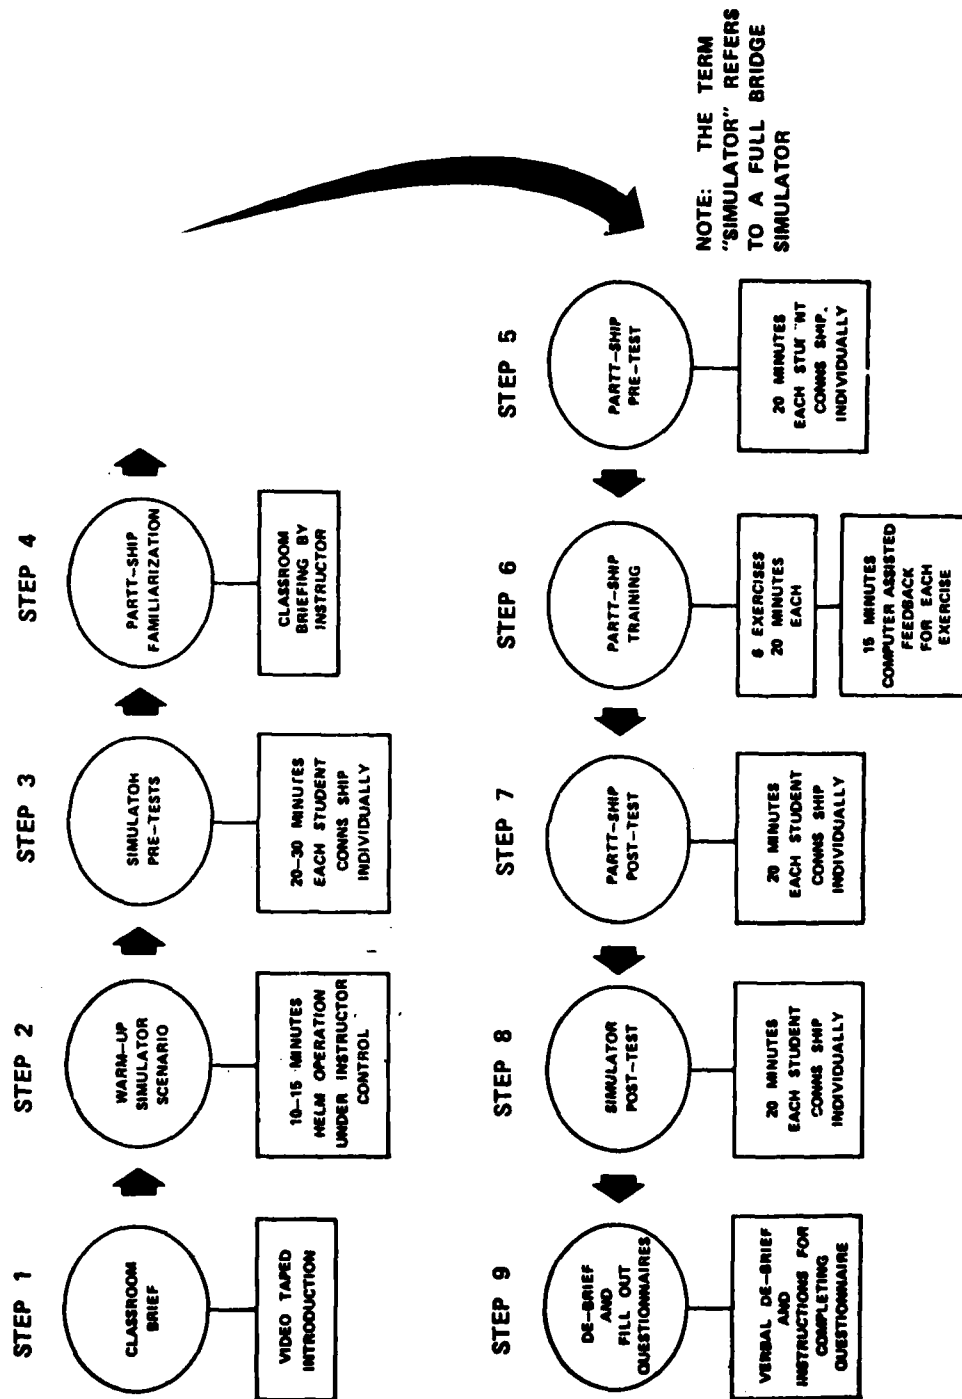 STEP 1
CLASSROOM
BRIEF
VIDEO TAPED
INTRODUCTION
STEP 2
WARM-UP
SIMULATOR
SCENARIO
10-15 MINUTES
HELM OPERATION
UNDER INSTRUCTOR
CONTROL
STEP 3
SIMULATOR
PRE-TESTS
20-30 MINUTES
EACH STUDENT
CONNS SHIP
INDIVIDUALLY
STEP 4
PARTT-SHIP
FAMILIARIZATION
CLASSROOM
BRIEFING BY
INSTRUCTOR
STEP 5
PARTT-SHIP
PRE-TEST
20 MINUTES
EACH STUDENT
CONNS SHIP.
INDIVIDUALLY
STEP 6
PARTT-SHIP
TRAINING
EXERCISES
20 MINUTES
EACH
15 MINUTES
COMPUTER ASSISTED
FEEDBACK
FOR EACH
EXERCISE
STEP 7
PARTT-SHIP
POST-TEST
20 MINUTES
EACH STUDENT
CONNS SHIP
INDIVIDUALLY
STEP 8
SIMULATOR
POST-TEST
20 MINUTES
EACH STUDENT
CONNS SHIP
INDIVIDUALLY
STEP 9
DE-BRIEF
AND
FILL OUT
QUESTIONNAIRES
VERBAL DE-BRIEF
AND
INSTRUCTIONS FOR
COMPLETING
QUESTIONNAIRE
NOTE: THE TERM
"SIMULATOR" REFERS
TO A FULL BRIDGE
SIMULATOR